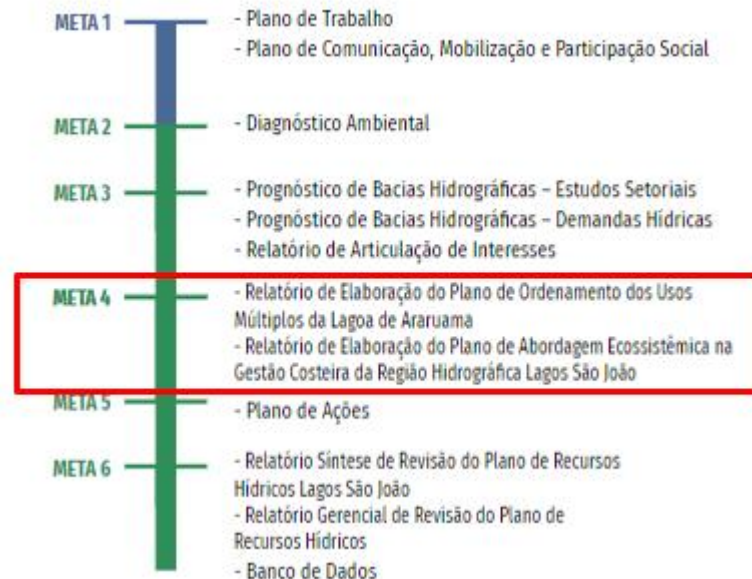 META 1
- Plano de Trabalho
- Plano de Comunicação, Mobilização e Participação Social
META 2
- Diagnóstico Ambiental
META 3
- Prognóstico de Bacias Hidrográficas – Estudos Setoriais
- Prognóstico de Bacias Hidrográficas – Demandas Hídricas
- Relatório de Articulação de Interesses
META 4
- Relatório de Elaboração do Plano de Ordenamento dos Usos
Múltiplos da Lagoa de Araruama
- Relatório de Elaboração do Plano de Abordagem Ecossistêmica na
Gestão Costeira da Região Hidrográfica Lagos São João
META 5
- Plano de Ações
META 6
- Relatório Síntese de Revisão do Plano de Recursos
Hídricos Lagos São João
- Relatório Gerencial de Revisão do Plano de
Recursos Hídricos
- Banco de Dados